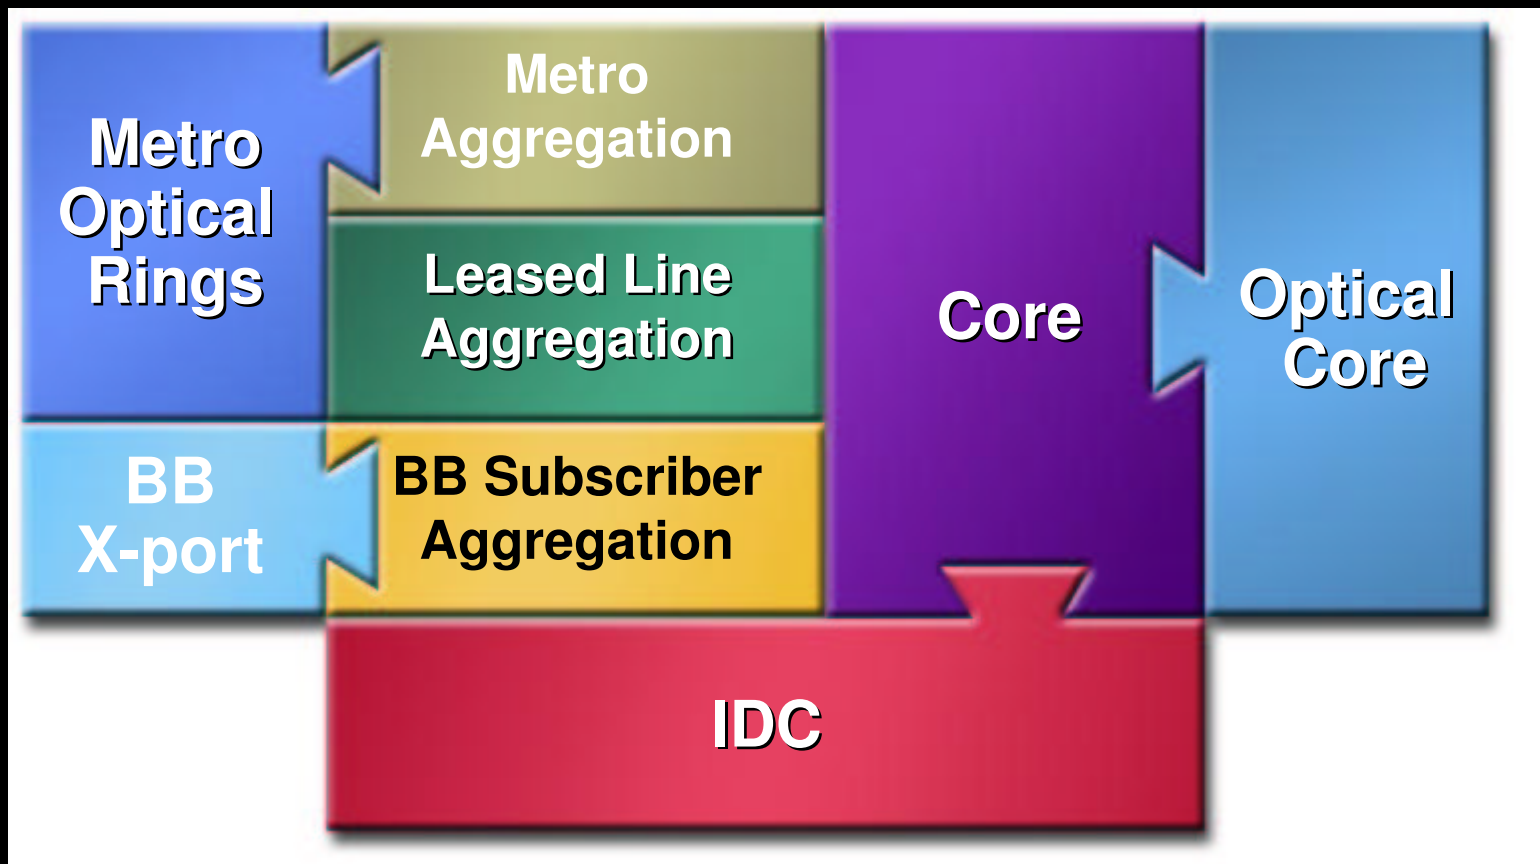 Metro
Optical
Rings
Metro
Aggregation
Leased Line
Aggregation
BB
X-port
BB Subscriber
Aggregation
Core
Optical
Core
IDC